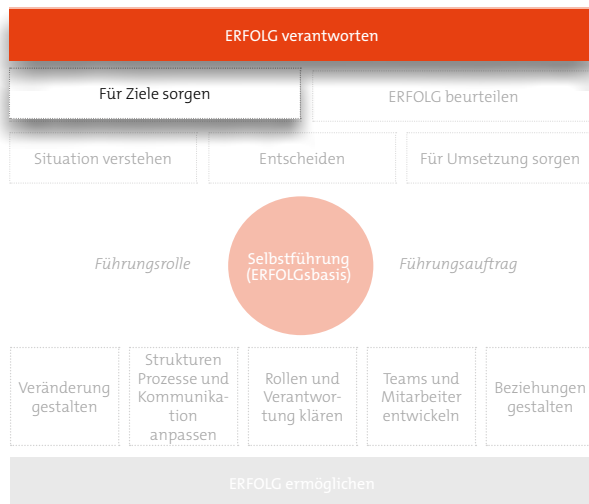 ERFOLG verantworten
Für Ziele sorgen
ERFOLG beurteilen
Situation verstehen
Entscheiden
Für Umsetzung sorgen
Führungsrolle
Selbstführung
(ERFOLGsbasis)
Führungsauftrag
Veränderung
gestalten
Strukturen
Prozesse und
Kommunika-
tion
anpassen
Rollen und
Verantwor-
tung klären
Teams und
Mitarbeiter
entwickeln
Beziehungen
gestalten
ERFOLG ermöglichen